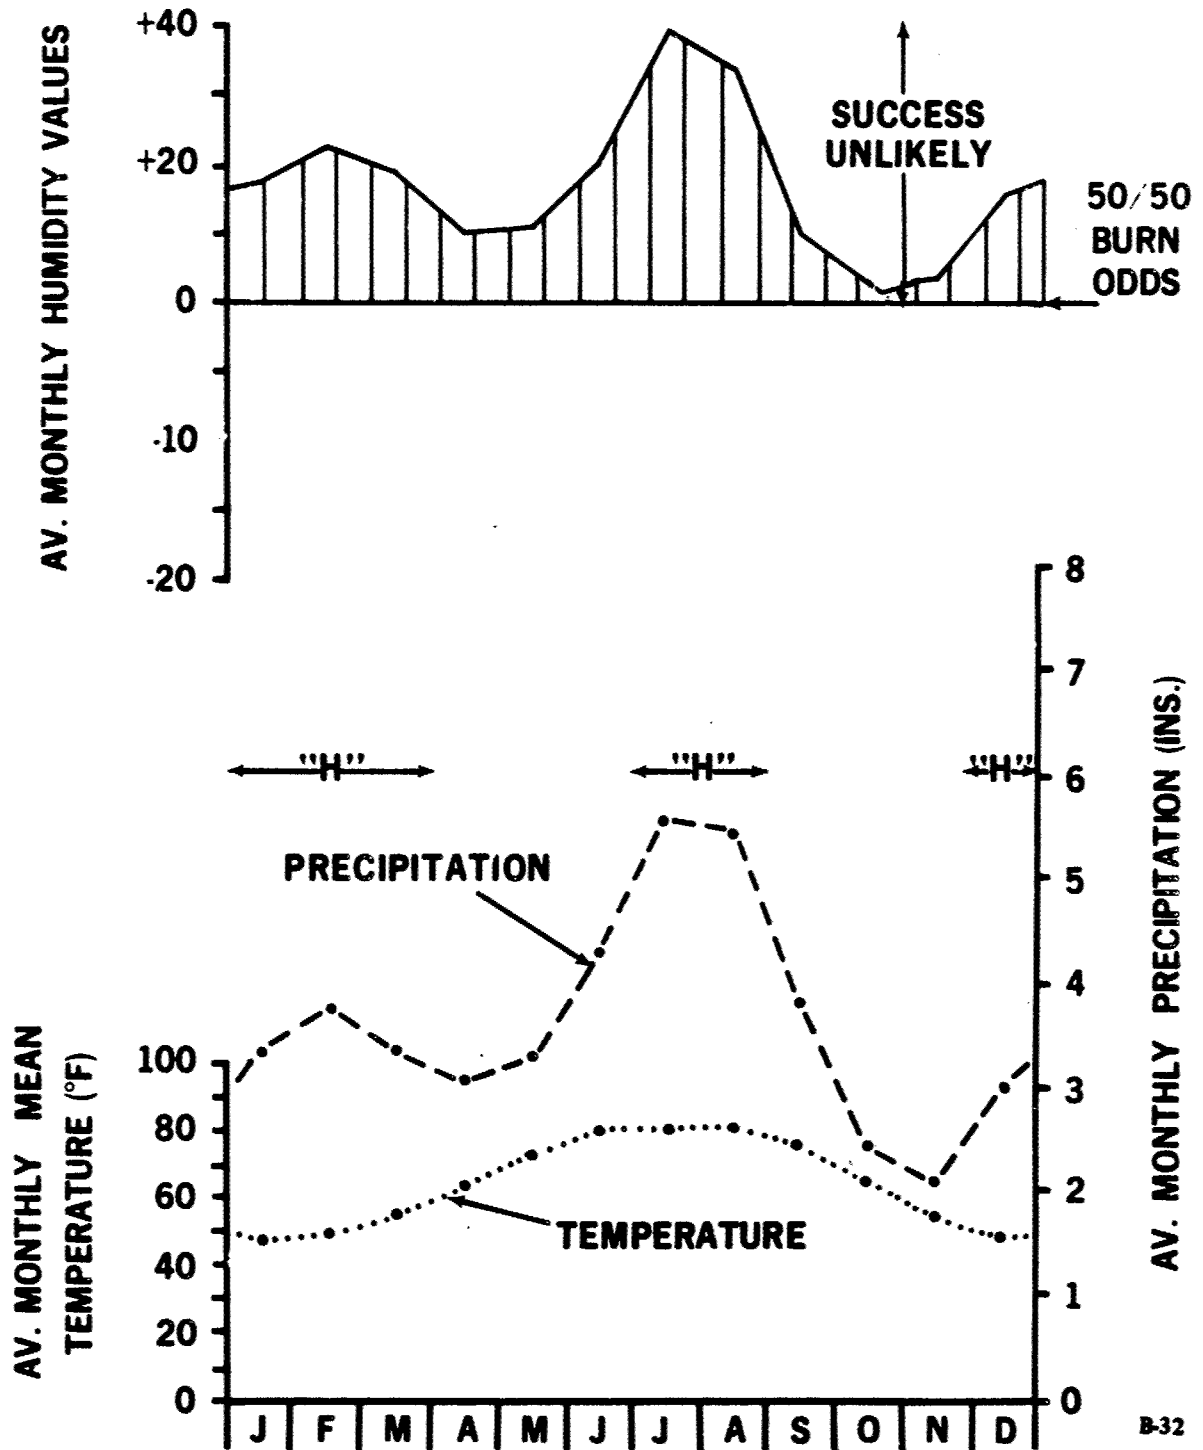 AV. MONTHLY HUMIDITY VALUES
+40
+20
0
-10
-20
SUCCESS
UNLIKELY
50/50
BURN
ODDS
8
7
6
5
4
3
2
1
0
AV. MONTHLY PRECIPITATION (INS.)
"H"
"H"
"H"
PRECIPITATION
TEMPERATURE
AV. MONTHLY MEAN
TEMPERATURE (°F)
100
80
60
40
20
0
J F M A M J J A S O N D
B-32